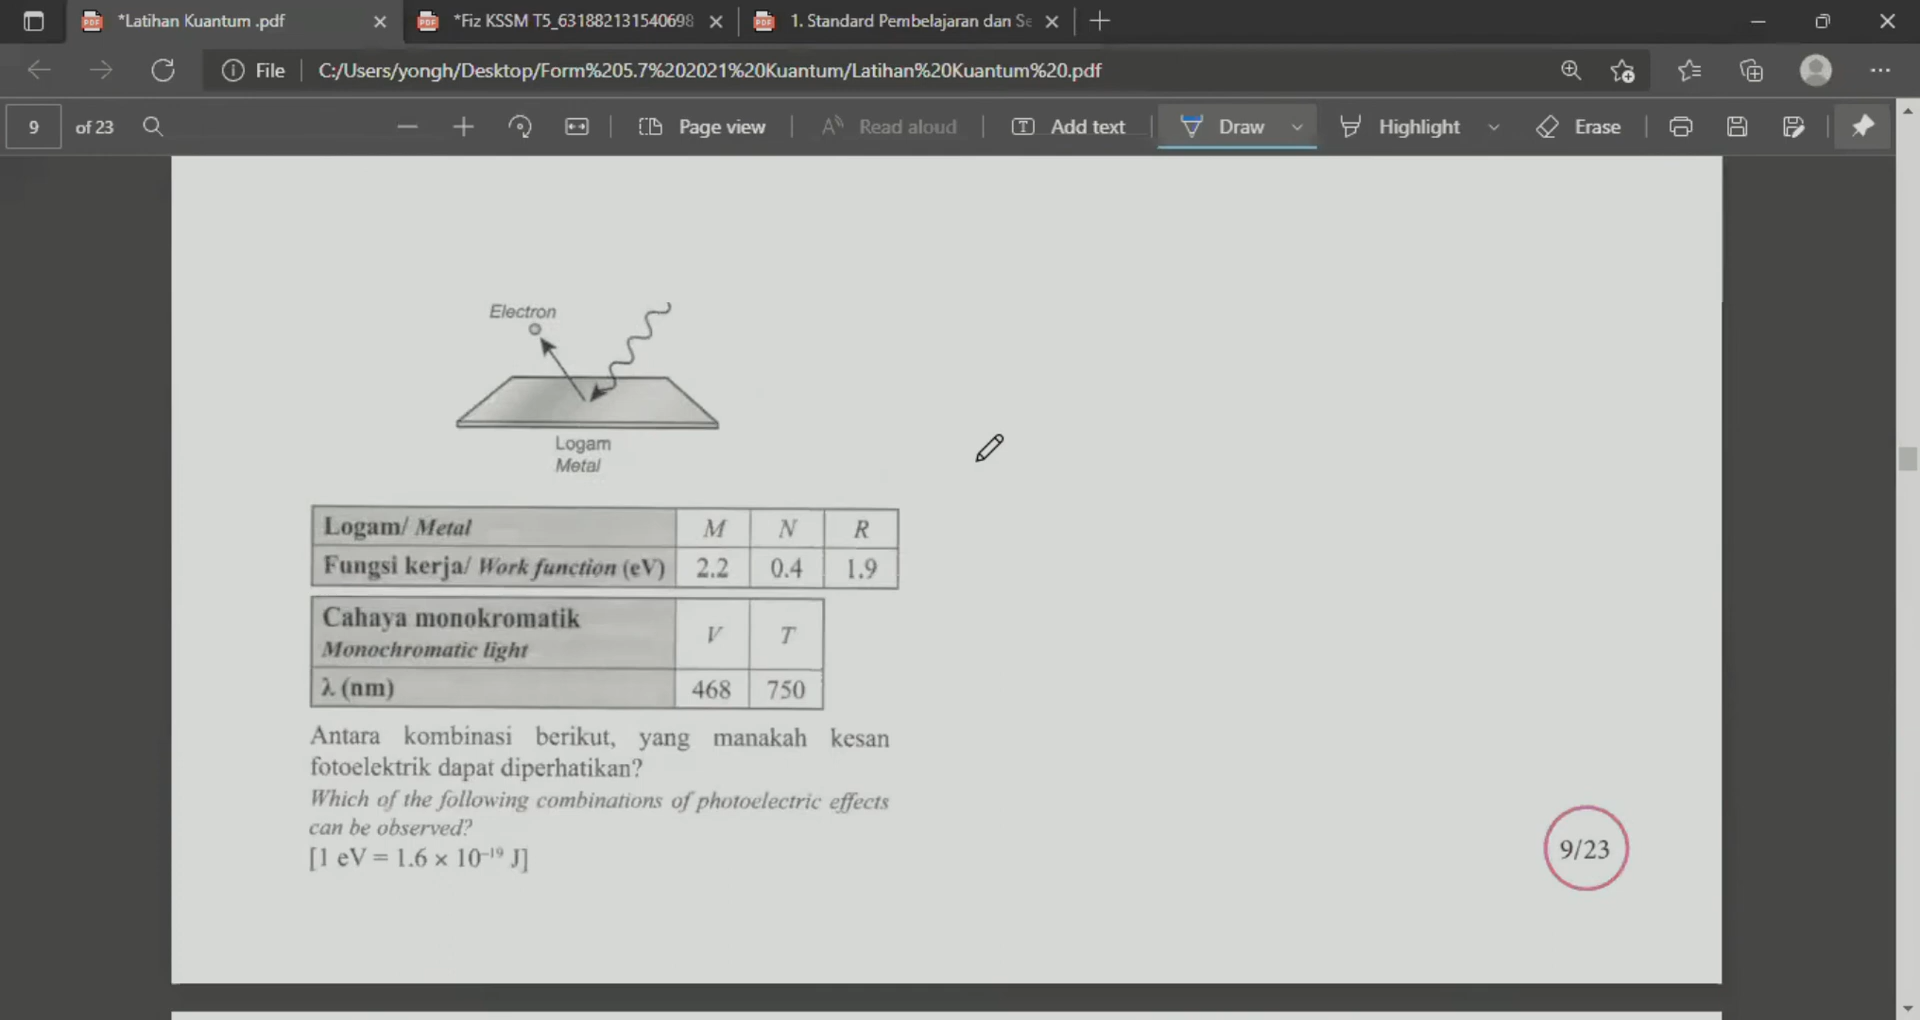 *Latihan Kuantum .pdf
*Fiz KSSM T5_631882131540698
1. Standard Pembelajaran dan Se
File
C:/Users/yongh/Desktop/Form%205.7%202021%20Kuantum/Latihan%20Kuantum%20.pdf
9 of 23
Page view
Read aloud
Add text
Draw
Highlight
Erase
Electron
Logam
Metal
Logam/ Metal M N R
Fungsi kerja/ Work function (eV) 2.2 0.4 1.9
Cahaya monokromatik
Monochromatic light V T
λ (nm) 468 750
Antara kombinasi berikut, yang manakah kesan
fotoelektrik dapat diperhatikan?
Which of the following combinations of photoelectric effects
can be observed?
[1 eV = 1.6 × 10⁻¹⁹ J]
9/23